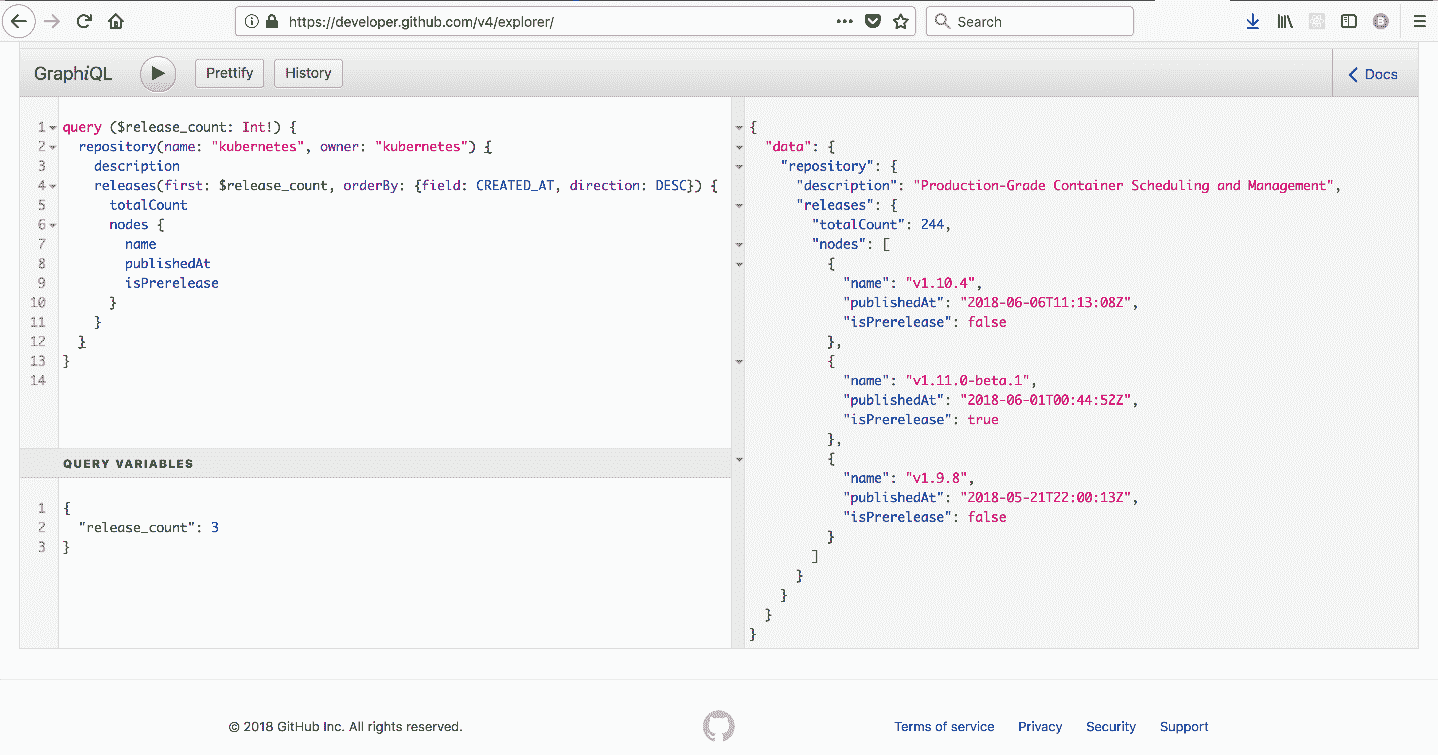 https://developer.github.com/v4/explorer/
Search
GraphiQL
Prettify
History
Docs
1 query ($release_count: Int!) {
2 repository(name: "kubernetes", owner: "kubernetes") {
3 description
4 releases(first: $release_count, orderBy: {field: CREATED_AT, direction: DESC}) {
5 totalCount
6 nodes {
7 name
8 publishedAt
9 isPrerelease
10 }
11 }
12 }
13 }
14
QUERY VARIABLES
1 {
2 "release_count": 3
3 }
{
"data": {
"repository": {
"description": "Production-Grade Container Scheduling and Management",
"releases": {
"totalCount": 244,
"nodes": [
{
"name": "v1.10.4",
"publishedAt": "2018-06-06T11:13:08Z",
"isPrerelease": false
},
{
"name": "v1.11.0-beta.1",
"publishedAt": "2018-06-01T00:44:52Z",
"isPrerelease": true
},
{
"name": "v1.9.8",
"publishedAt": "2018-05-21T22:00:13Z",
"isPrerelease": false
}
]
}
}
}
}
© 2018 GitHub Inc. All rights reserved.
Terms of service
Privacy
Security
Support